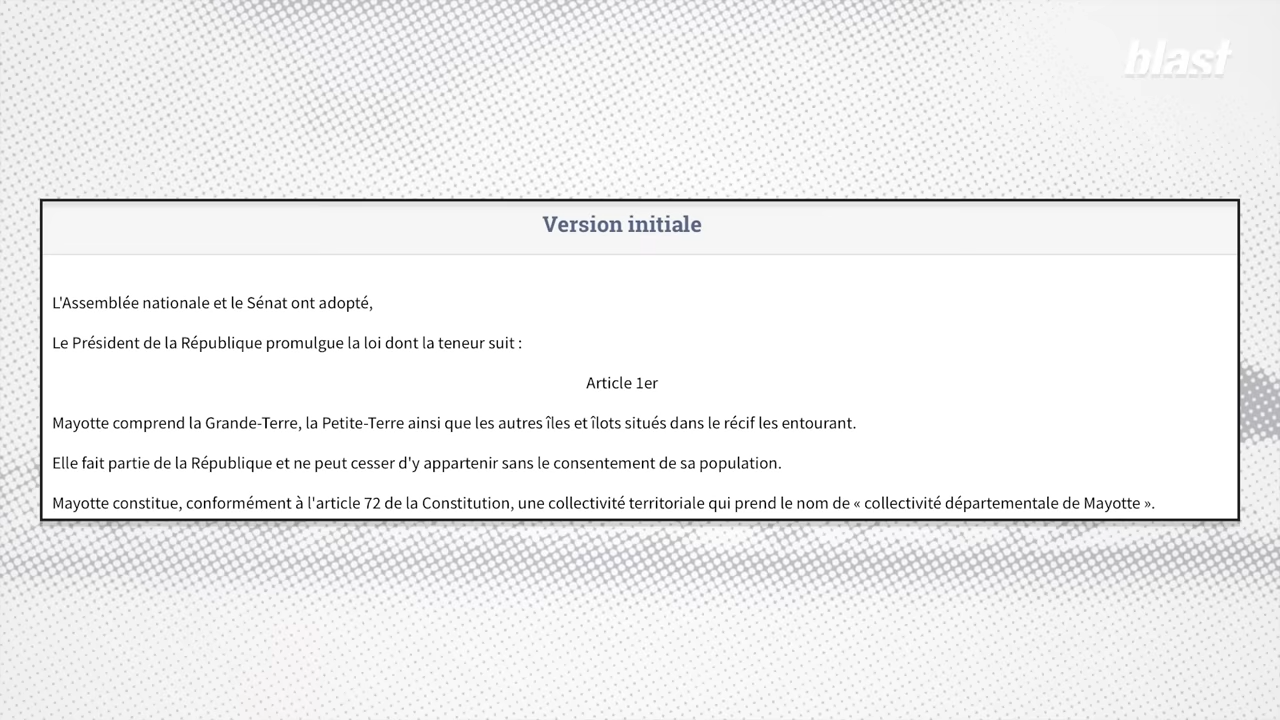 blast
Version initiale
L'Assemblée nationale et le Sénat ont adopté,
Le Président de la République promulgue la loi dont la teneur suit :
Article 1er
Mayotte comprend la Grande-Terre, la Petite-Terre ainsi que les autres îles et îlots situés dans le récif les entourant.
Elle fait partie de la République et ne peut cesser d'y appartenir sans le consentement de sa population.
Mayotte constitue, conformément à l'article 72 de la Constitution, une collectivité territoriale qui prend le nom de « collectivité départementale de Mayotte ».